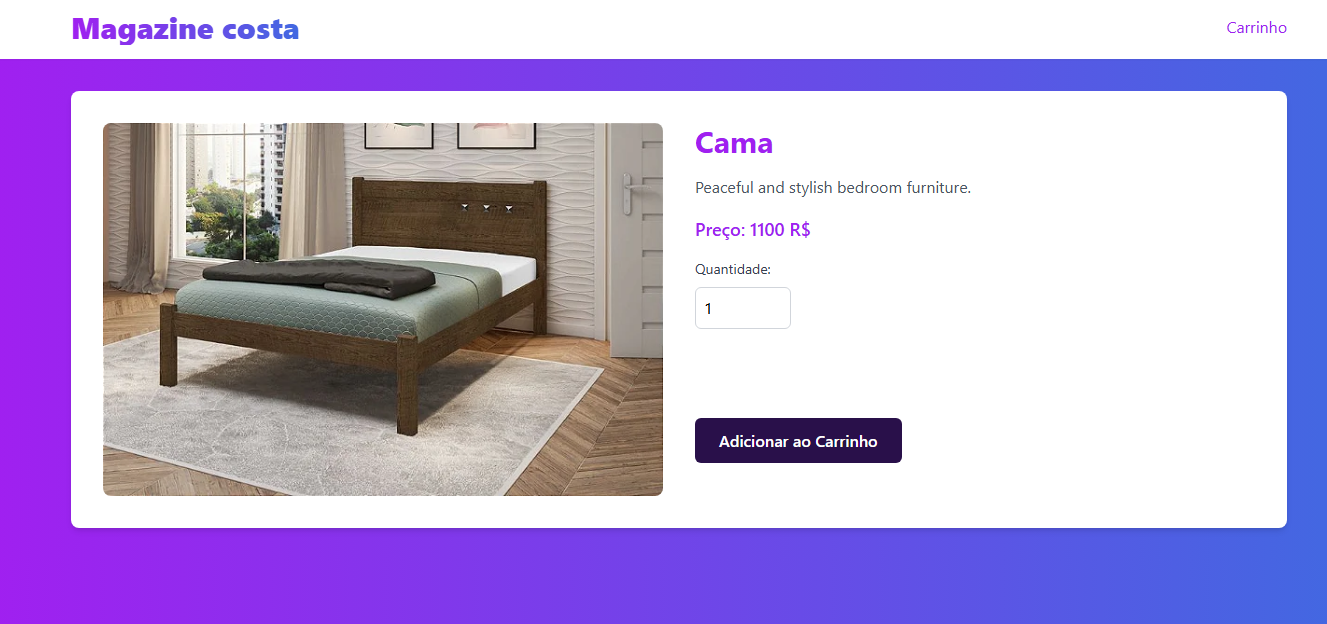 Magazine costa
Carrinho
Cama
Peaceful and stylish bedroom furniture.
Preço: 1100 R$
Quantidade:
1
Adicionar ao Carrinho